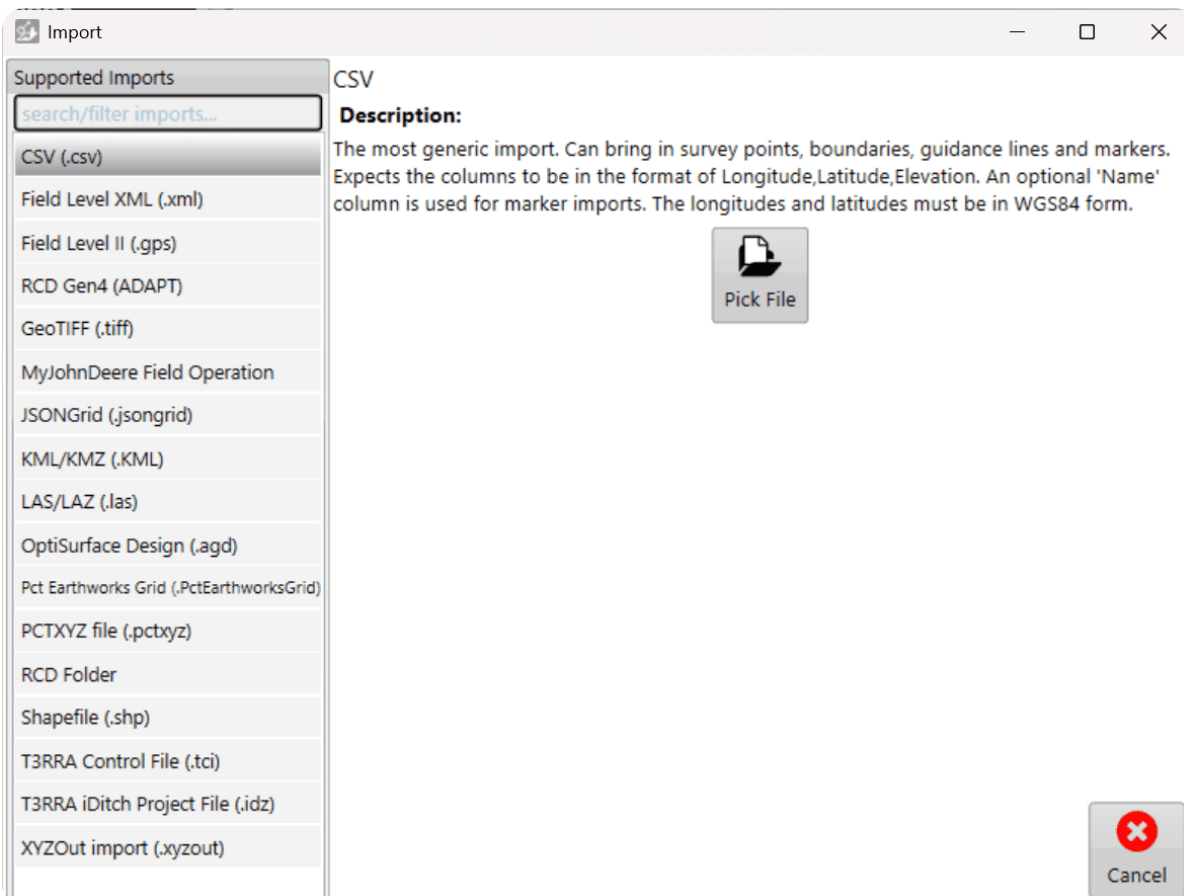 Import
Supported Imports
search/filter imports...
CSV (.csv)
Field Level XML (.xml)
Field Level II (.gps)
RCD Gen4 (ADAPT)
GeoTIFF (.tiff)
MyJohnDeere Field Operation
JSONGrid (.jsongrid)
KML/KMZ (.KML)
LAS/LAZ (.las)
OptiSurface Design (.agd)
Pct Earthworks Grid (.PctEarthworksGrid)
PCTXYZ file (.pctxyz)
RCD Folder
Shapefile (.shp)
T3RRA Control File (.tci)
T3RRA iDitch Project File (.idz)
XYZOut import (.xyzout)
CSV
Description:
The most generic import. Can bring in survey points, boundaries, guidance lines and markers.
Expects the columns to be in the format of Longitude,Latitude,Elevation. An optional 'Name'
column is used for marker imports. The longitudes and latitudes must be in WGS84 form.
Pick File
Cancel